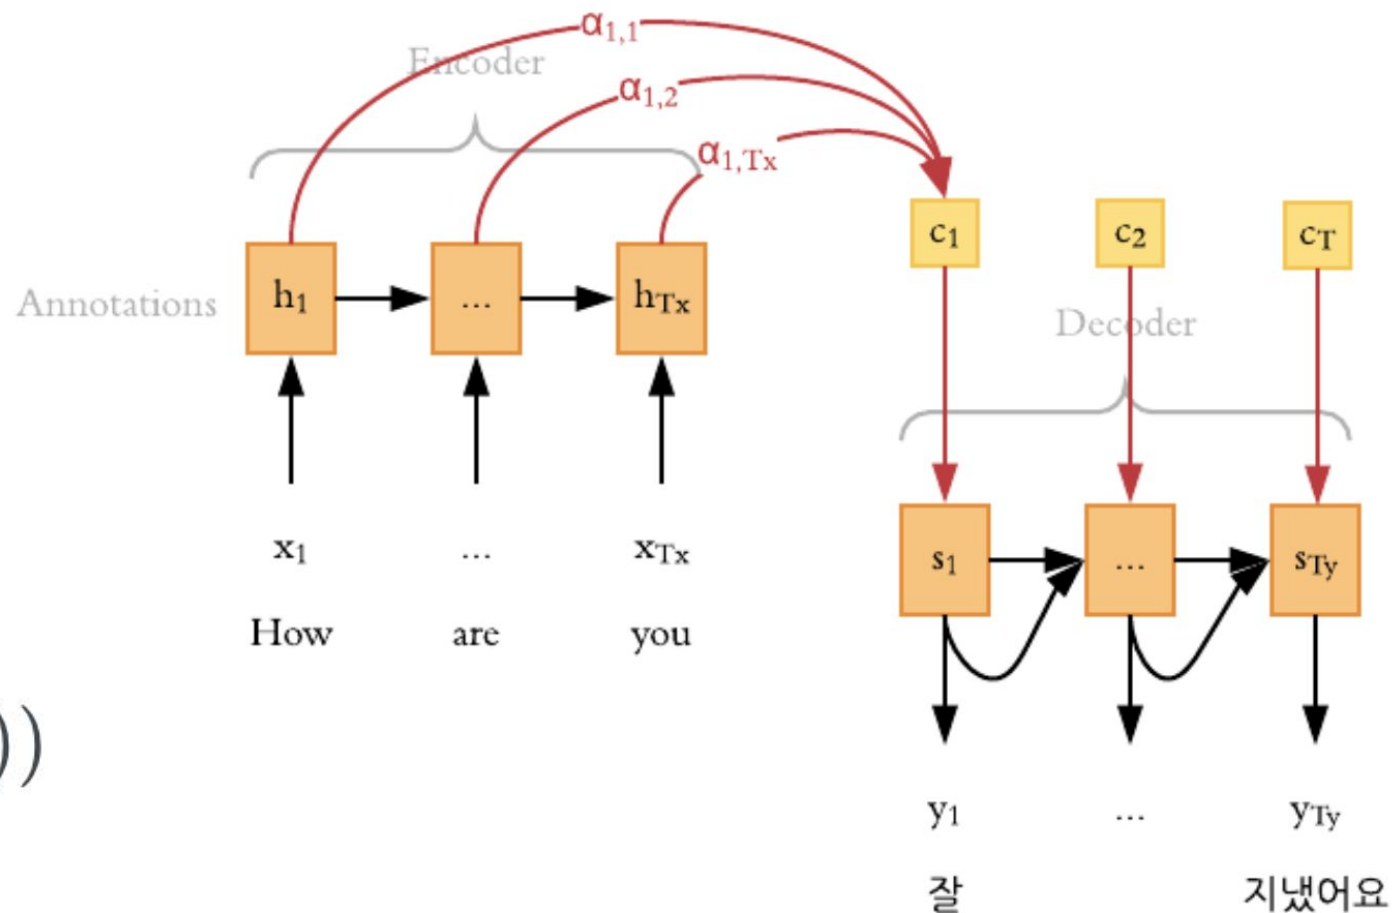 α1,1
Encoder
α1,2
α1,Tx
c1 c2 cT
Annotations h1 ... hTx
Decoder
x1 ... xTx
s1 ... sTy
How are you
))
y1 ... yTy
잘 지냈어요